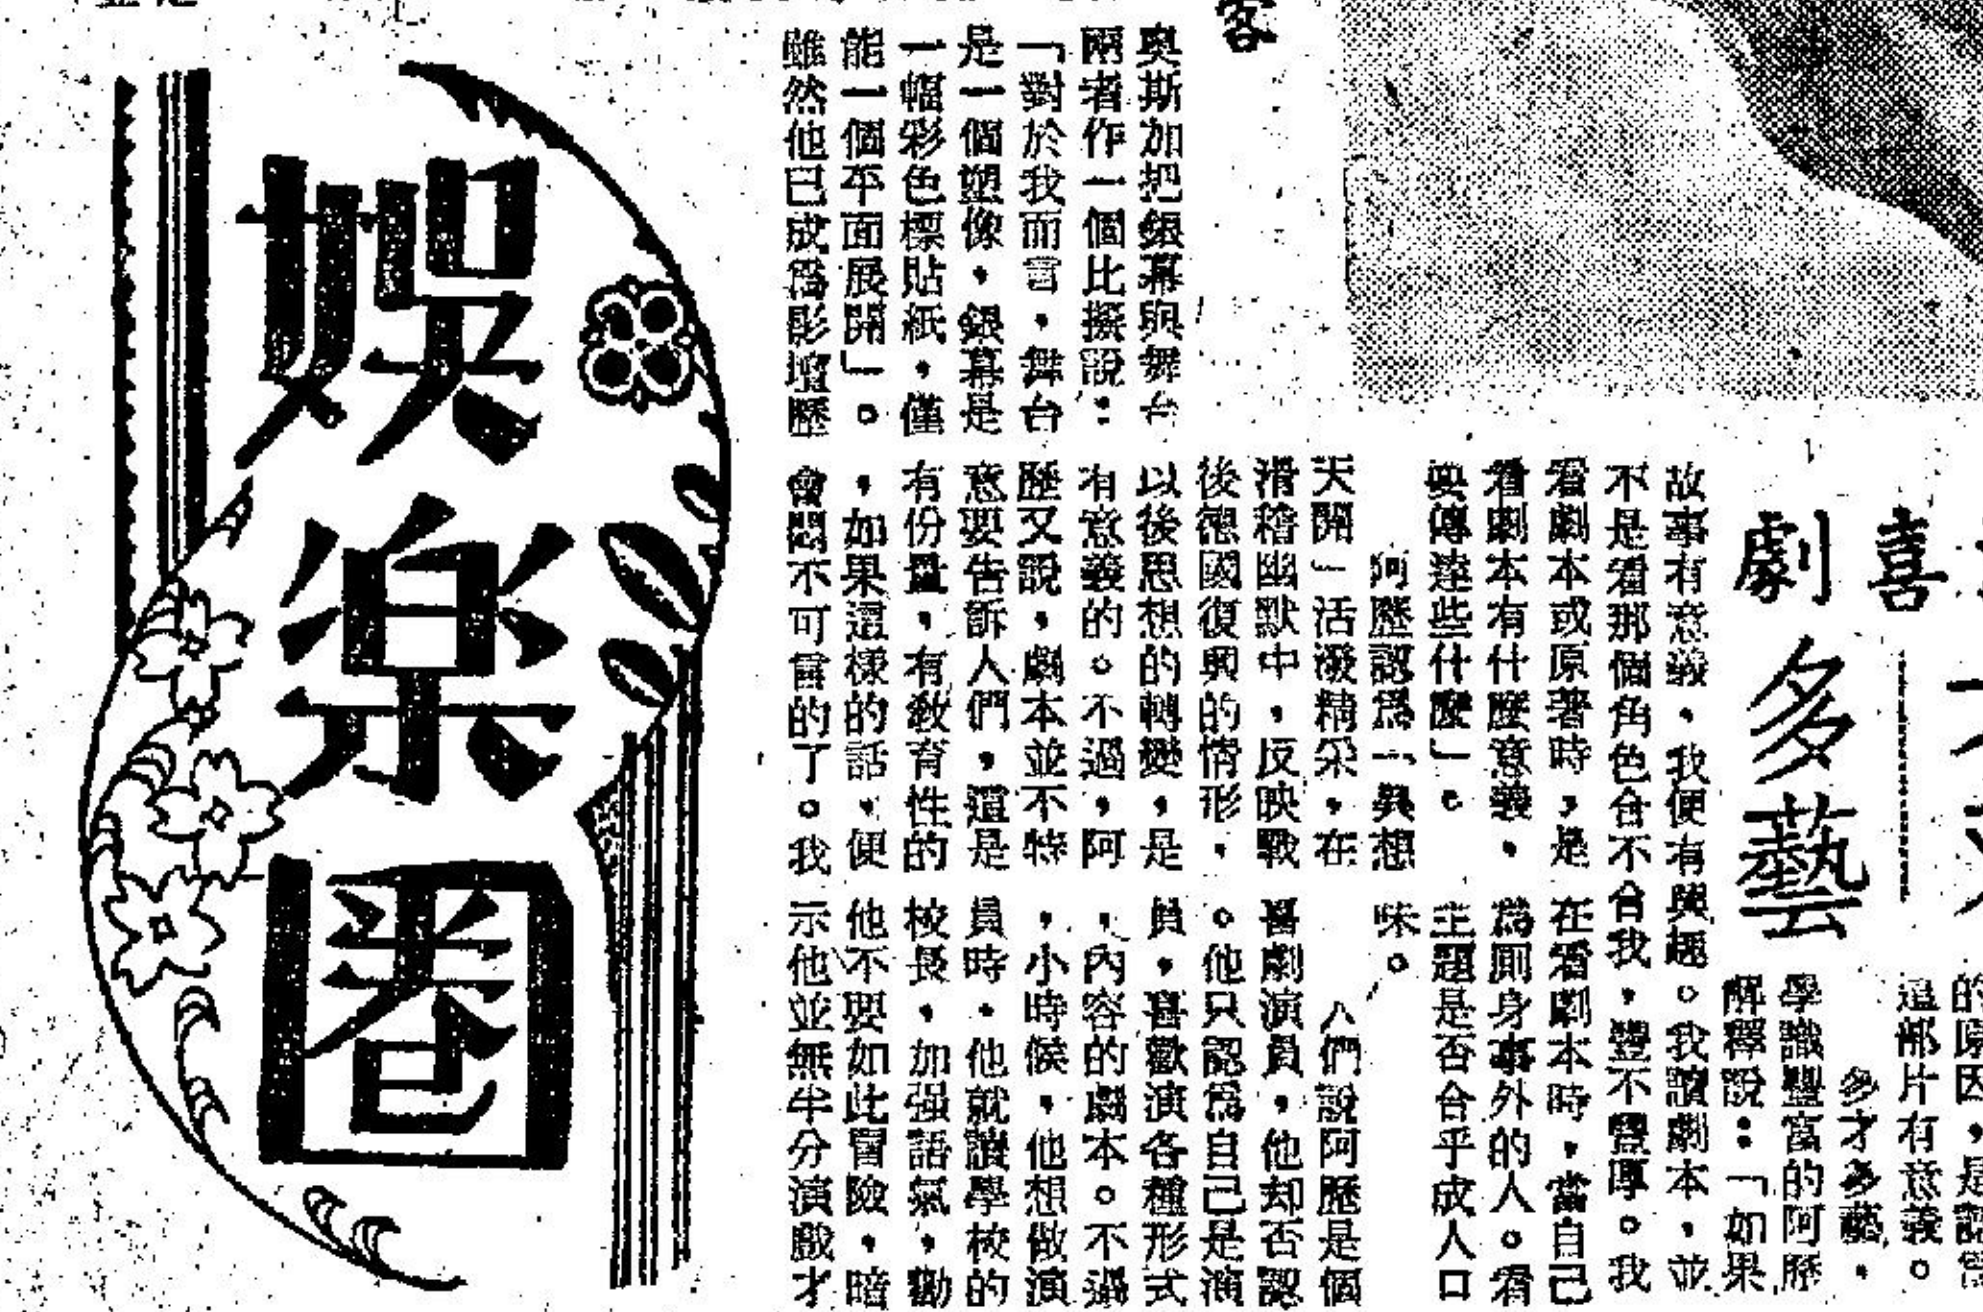 客
喜
劇
多藝
的原因，是認爲
這部片有意義。
多才多藝，
學識豐富的阿歷
解釋說：「如果
故事有意義，我便有興趣。我讀劇本，並
不是看那個角色合不合我，豐不豐厚。我
看劇本或原著時，是
看劇本有什麼意義，
要傳達些什麼」。
阿歷認爲「異想
天開」活潑精采，在
滑稽幽默中，反映戰
後德國復興的情形，
以後思想的轉變，是
有意義的。不過，阿
歷又說，劇本並不特
意要告訴人們，這是
有份量，有敎育性的
，如果這樣的話，便
會悶不可言的了。我
在看劇本時，當自己
爲厠身事外的人。看
主題是否合乎成人口
味。
人們說阿歷是個
喜劇演員，他却否認
。他只認爲自己是演
員，喜歡演各種形式
，內容的劇本。不過
，小時候，他想做演
員時，他就讀學校的
校長，加强語氣，勸
他不要如此冒險，暗
示他並無半分演戲才
奧斯加把銀幕與舞台
兩者作一個比擬說：
「對於我而言，舞台
是一個塑像，銀幕是
一幅彩色標貼紙，僅
能一個平面展開」。
雖然他已成爲影壇歷
娛楽圈